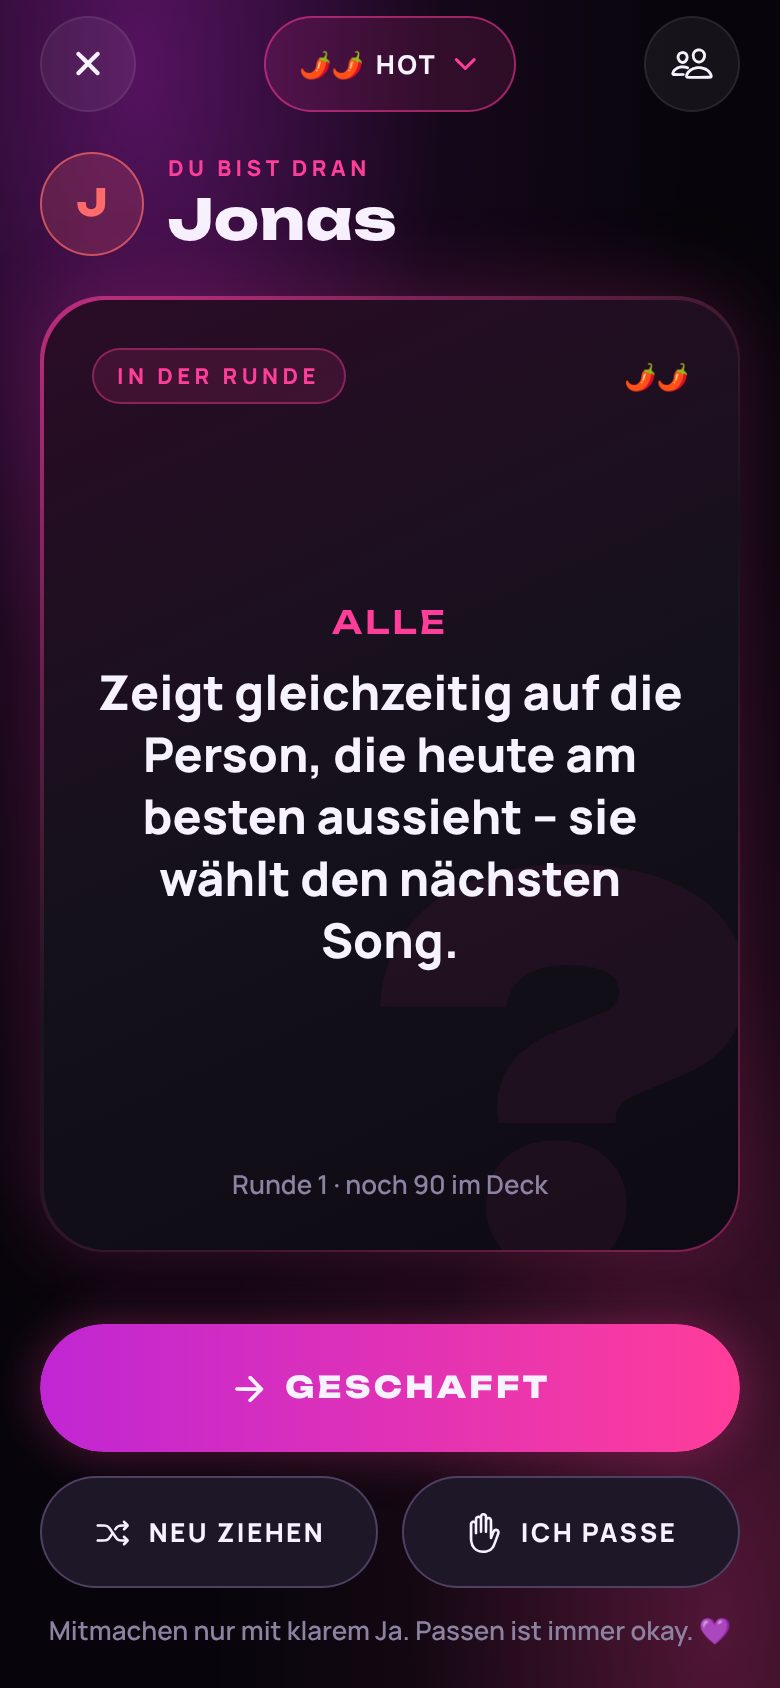 🌶️🌶️ HOT
DU BIST DRAN
J
Jonas
IN DER RUNDE
🌶️🌶️
ALLE
Zeigt gleichzeitig auf die
Person, die heute am
besten aussieht – sie
wählt den nächsten
Song.
?
Runde 1 · noch 90 im Deck
→ GESCHAFFT
NEU ZIEHEN
ICH PASSE
Mitmachen nur mit klarem Ja. Passen ist immer okay. 💜